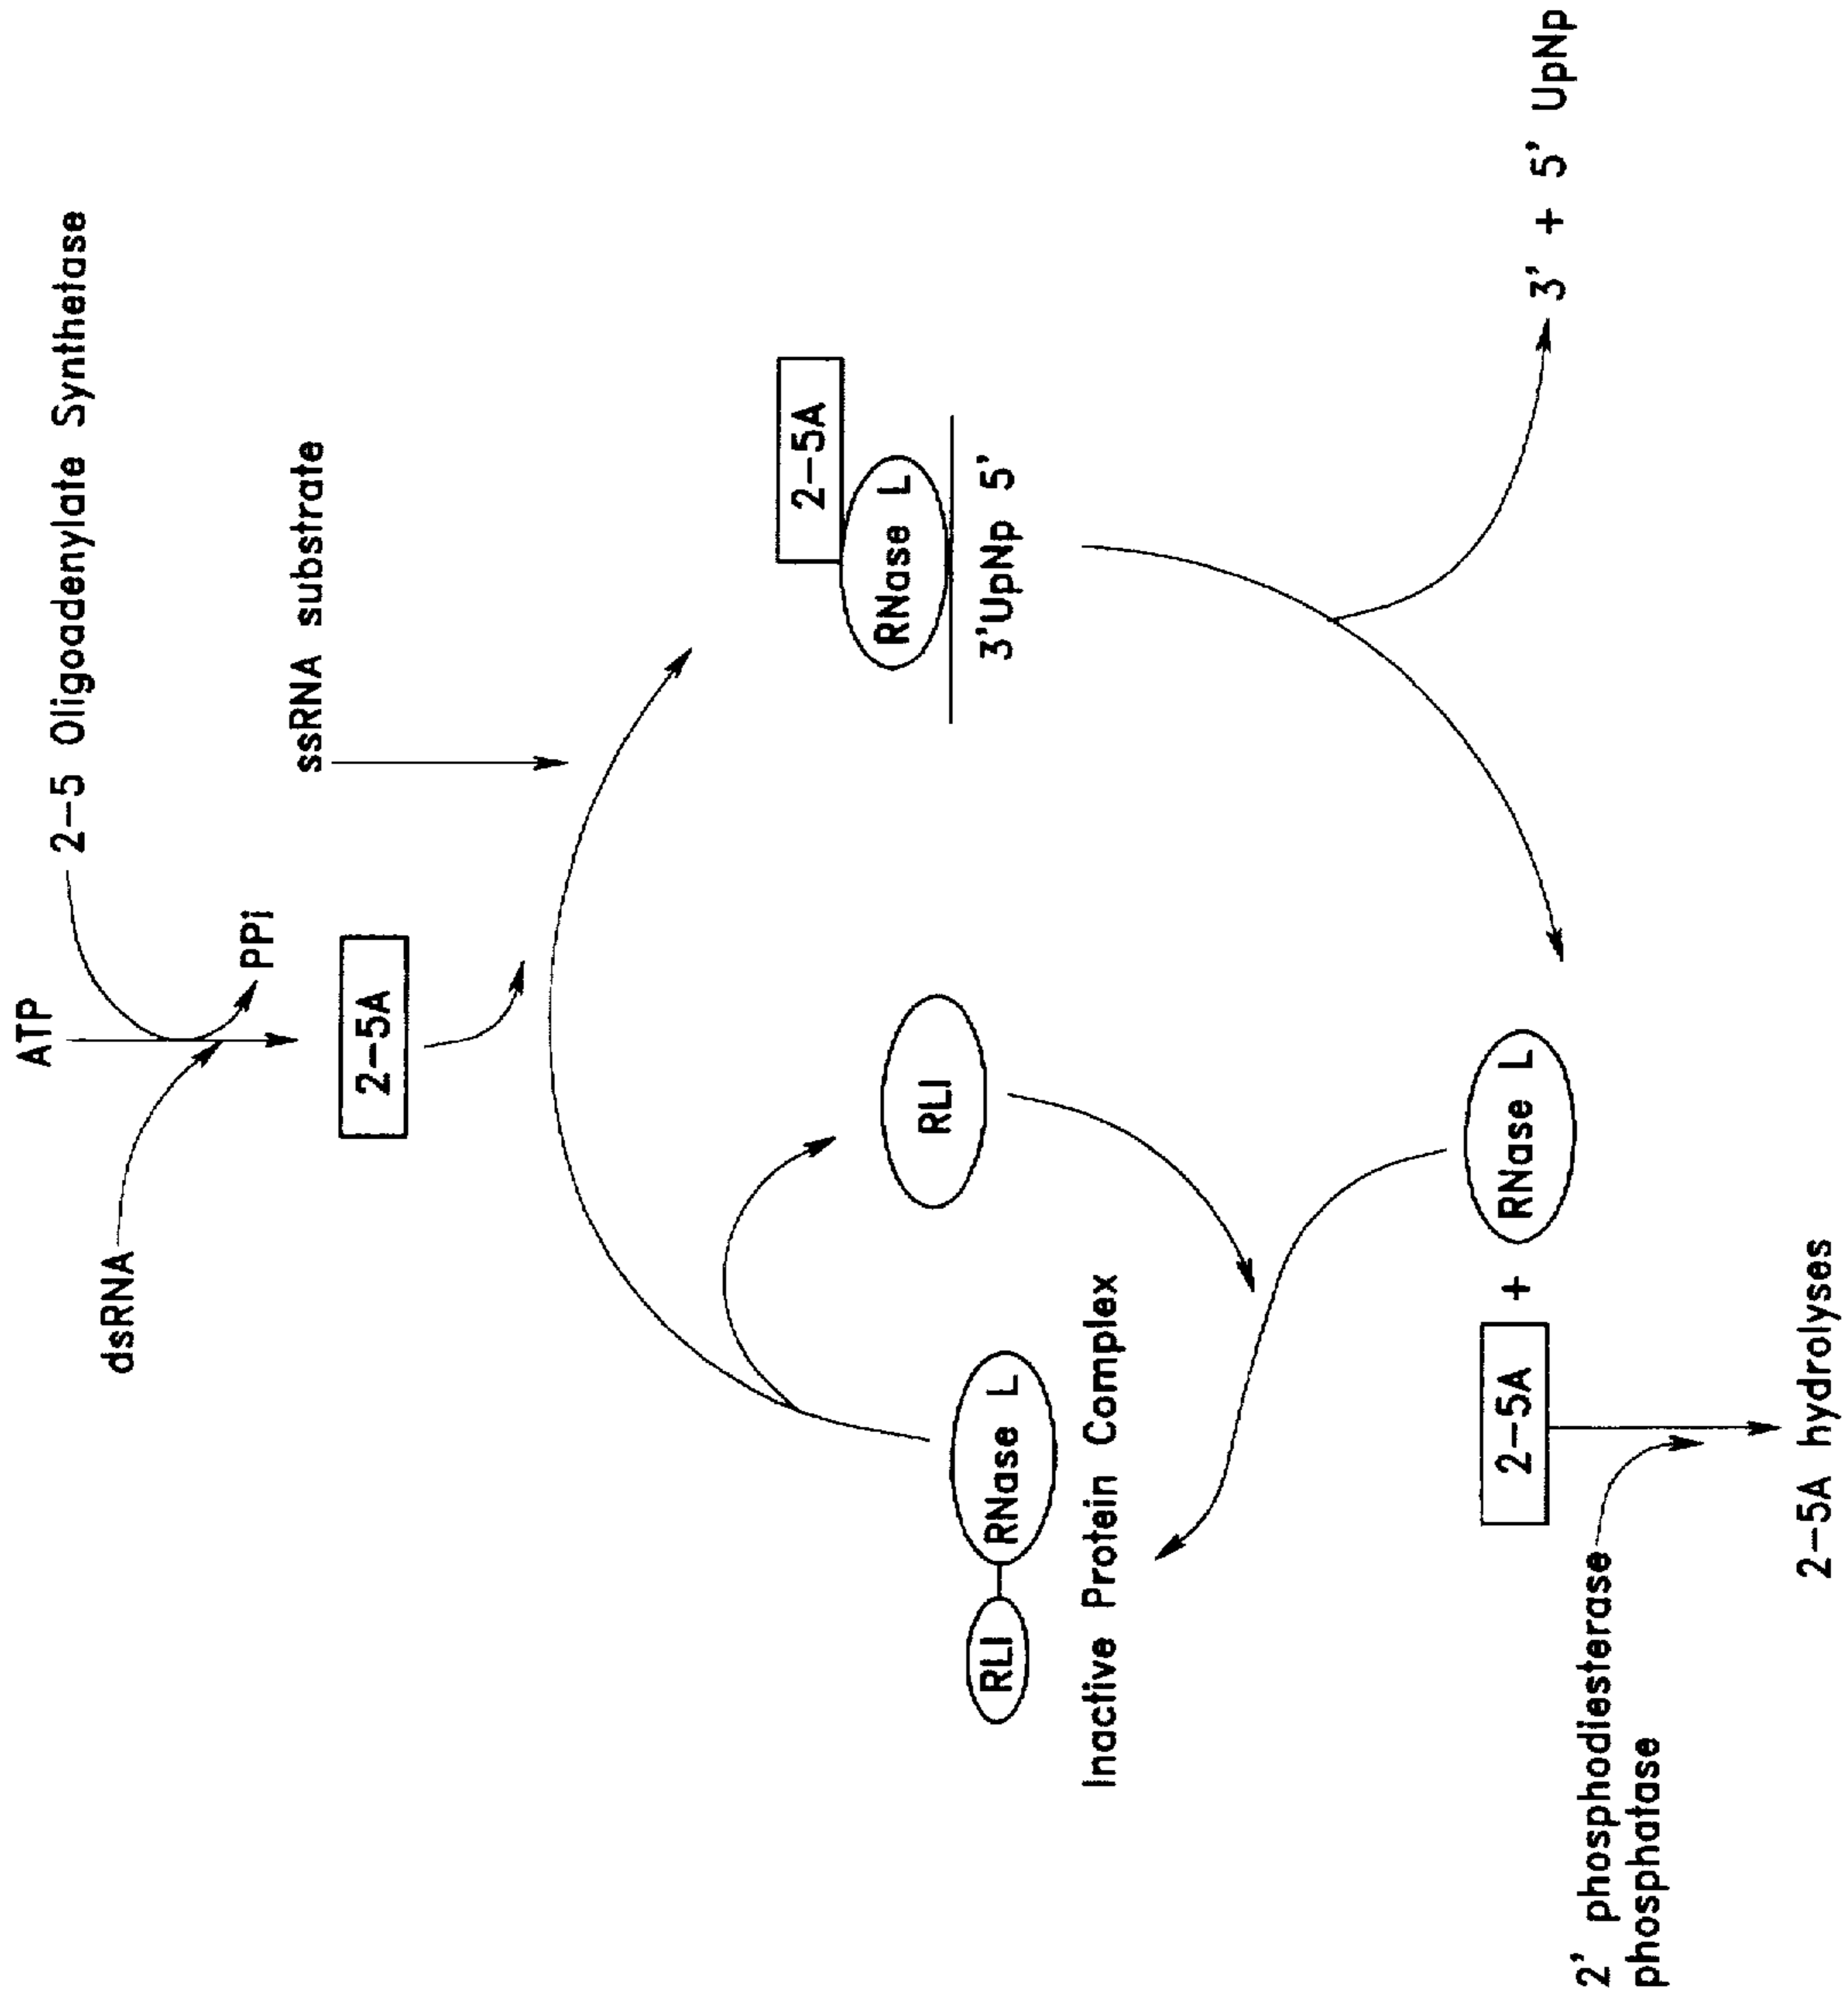 ATP
2-5 Oligoadenylate Synthetase
dsRNA
PPi
ssRNA substrate
2-5A
2-5A
RNase L
3'UpNp 5'
RLI
RLI
RNase L
Inactive Protein Complex
2-5A + RNase L
3' + 5' UpNp
2' phosphodiesterase
phosphatase
2-5A hydrolyses